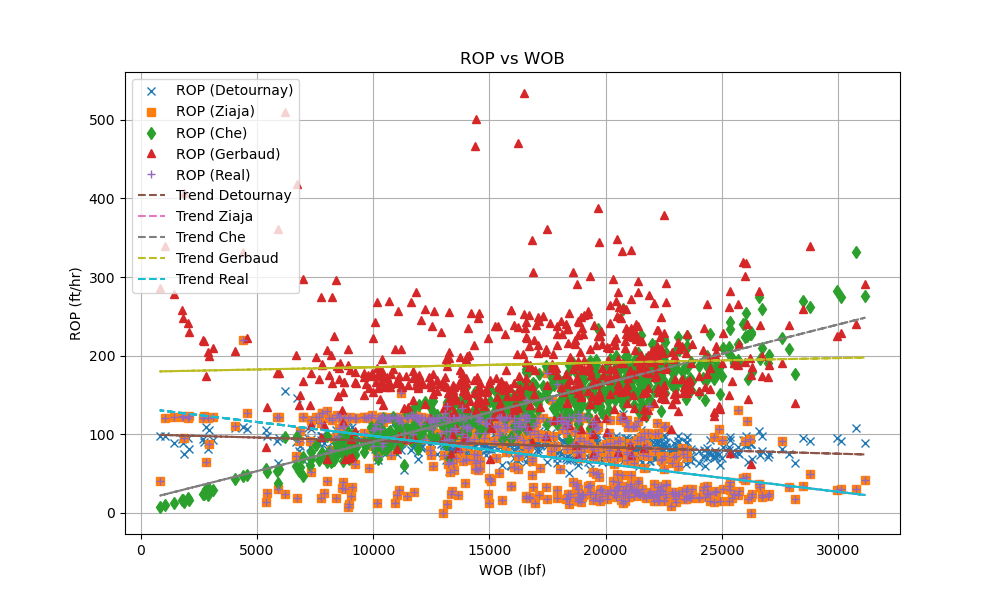 ROP vs WOB
ROP (Detournay)
ROP (Ziaja)
ROP (Che)
ROP (Gerbaud)
ROP (Real)
Trend Detournay
Trend Ziaja
Trend Che
Trend Gerbaud
Trend Real
ROP (ft/hr)
500
400
300
200
100
0
0 5000 10000 15000 20000 25000 30000
WOB (Ibf)